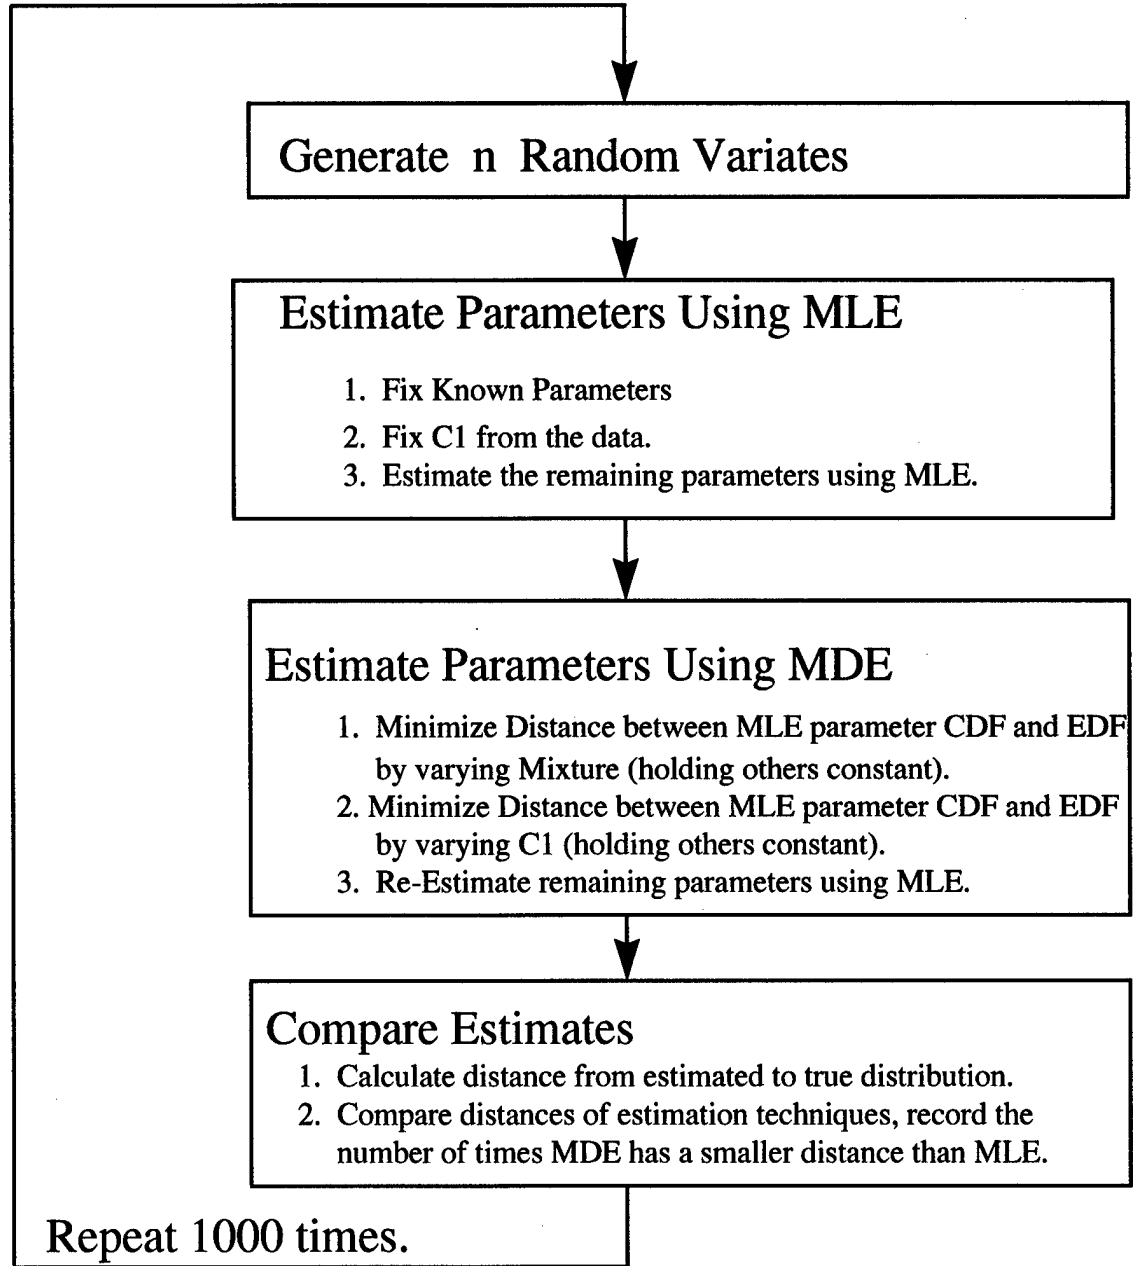 Generate n Random Variates
Estimate Parameters Using MLE
1. Fix Known Parameters
2. Fix C1 from the data.
3. Estimate the remaining parameters using MLE.
Estimate Parameters Using MDE
1. Minimize Distance between MLE parameter CDF and EDF
by varying Mixture (holding others constant).
2. Minimize Distance between MLE parameter CDF and EDF
by varying C1 (holding others constant).
3. Re-Estimate remaining parameters using MLE.
Compare Estimates
1. Calculate distance from estimated to true distribution.
2. Compare distances of estimation techniques, record the
number of times MDE has a smaller distance than MLE.
Repeat 1000 times.